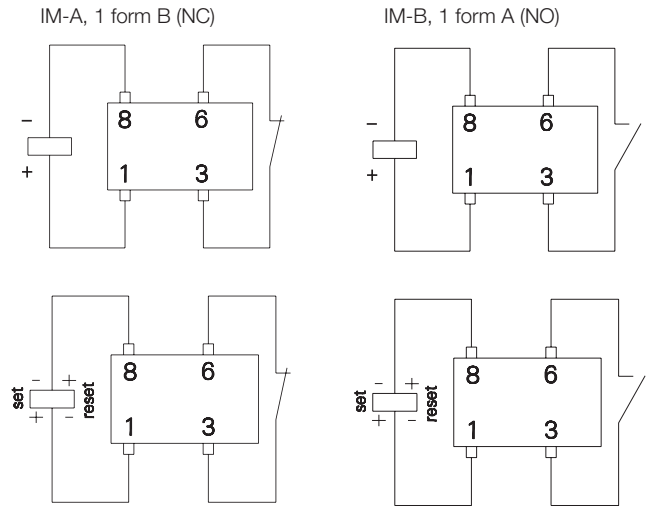 IM-A, 1 form B (NC)
IM-B, 1 form A (NO)
-
8 6
+
1 3
-
8 6
+
1 3
set
- +
+ -
reset
8 6
1 3
set
- +
+ -
reset
8 6
1 3